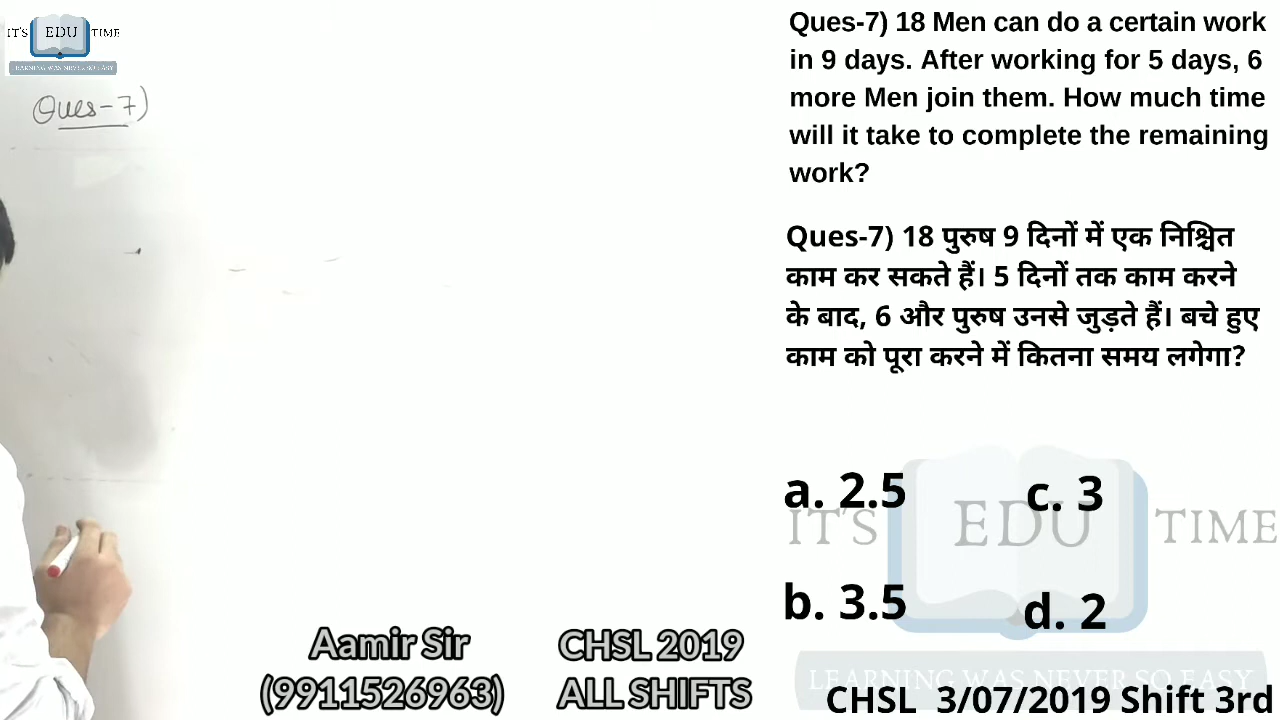 IT'S EDU TIME
LEARNING WAS NEVER SO EASY
Ques-7)
Ques-7) 18 Men can do a certain work
in 9 days. After working for 5 days, 6
more Men join them. How much time
will it take to complete the remaining
work?
Ques-7) 18 पुरुष 9 दिनों में एक निश्चित
काम कर सकते हैं। 5 दिनों तक काम करने
के बाद, 6 और पुरुष उनसे जुड़ते हैं। बचे हुए
काम को पूरा करने में कितना समय लगेगा?
a. 2.5 c. 3
IT'S EDU TIME
b. 3.5 d. 2
LEARNING WAS NEVER SO EASY
Aamir Sir CHSL 2019
(9911526963) ALL SHIFTS
CHSL 3/07/2019 Shift 3rd